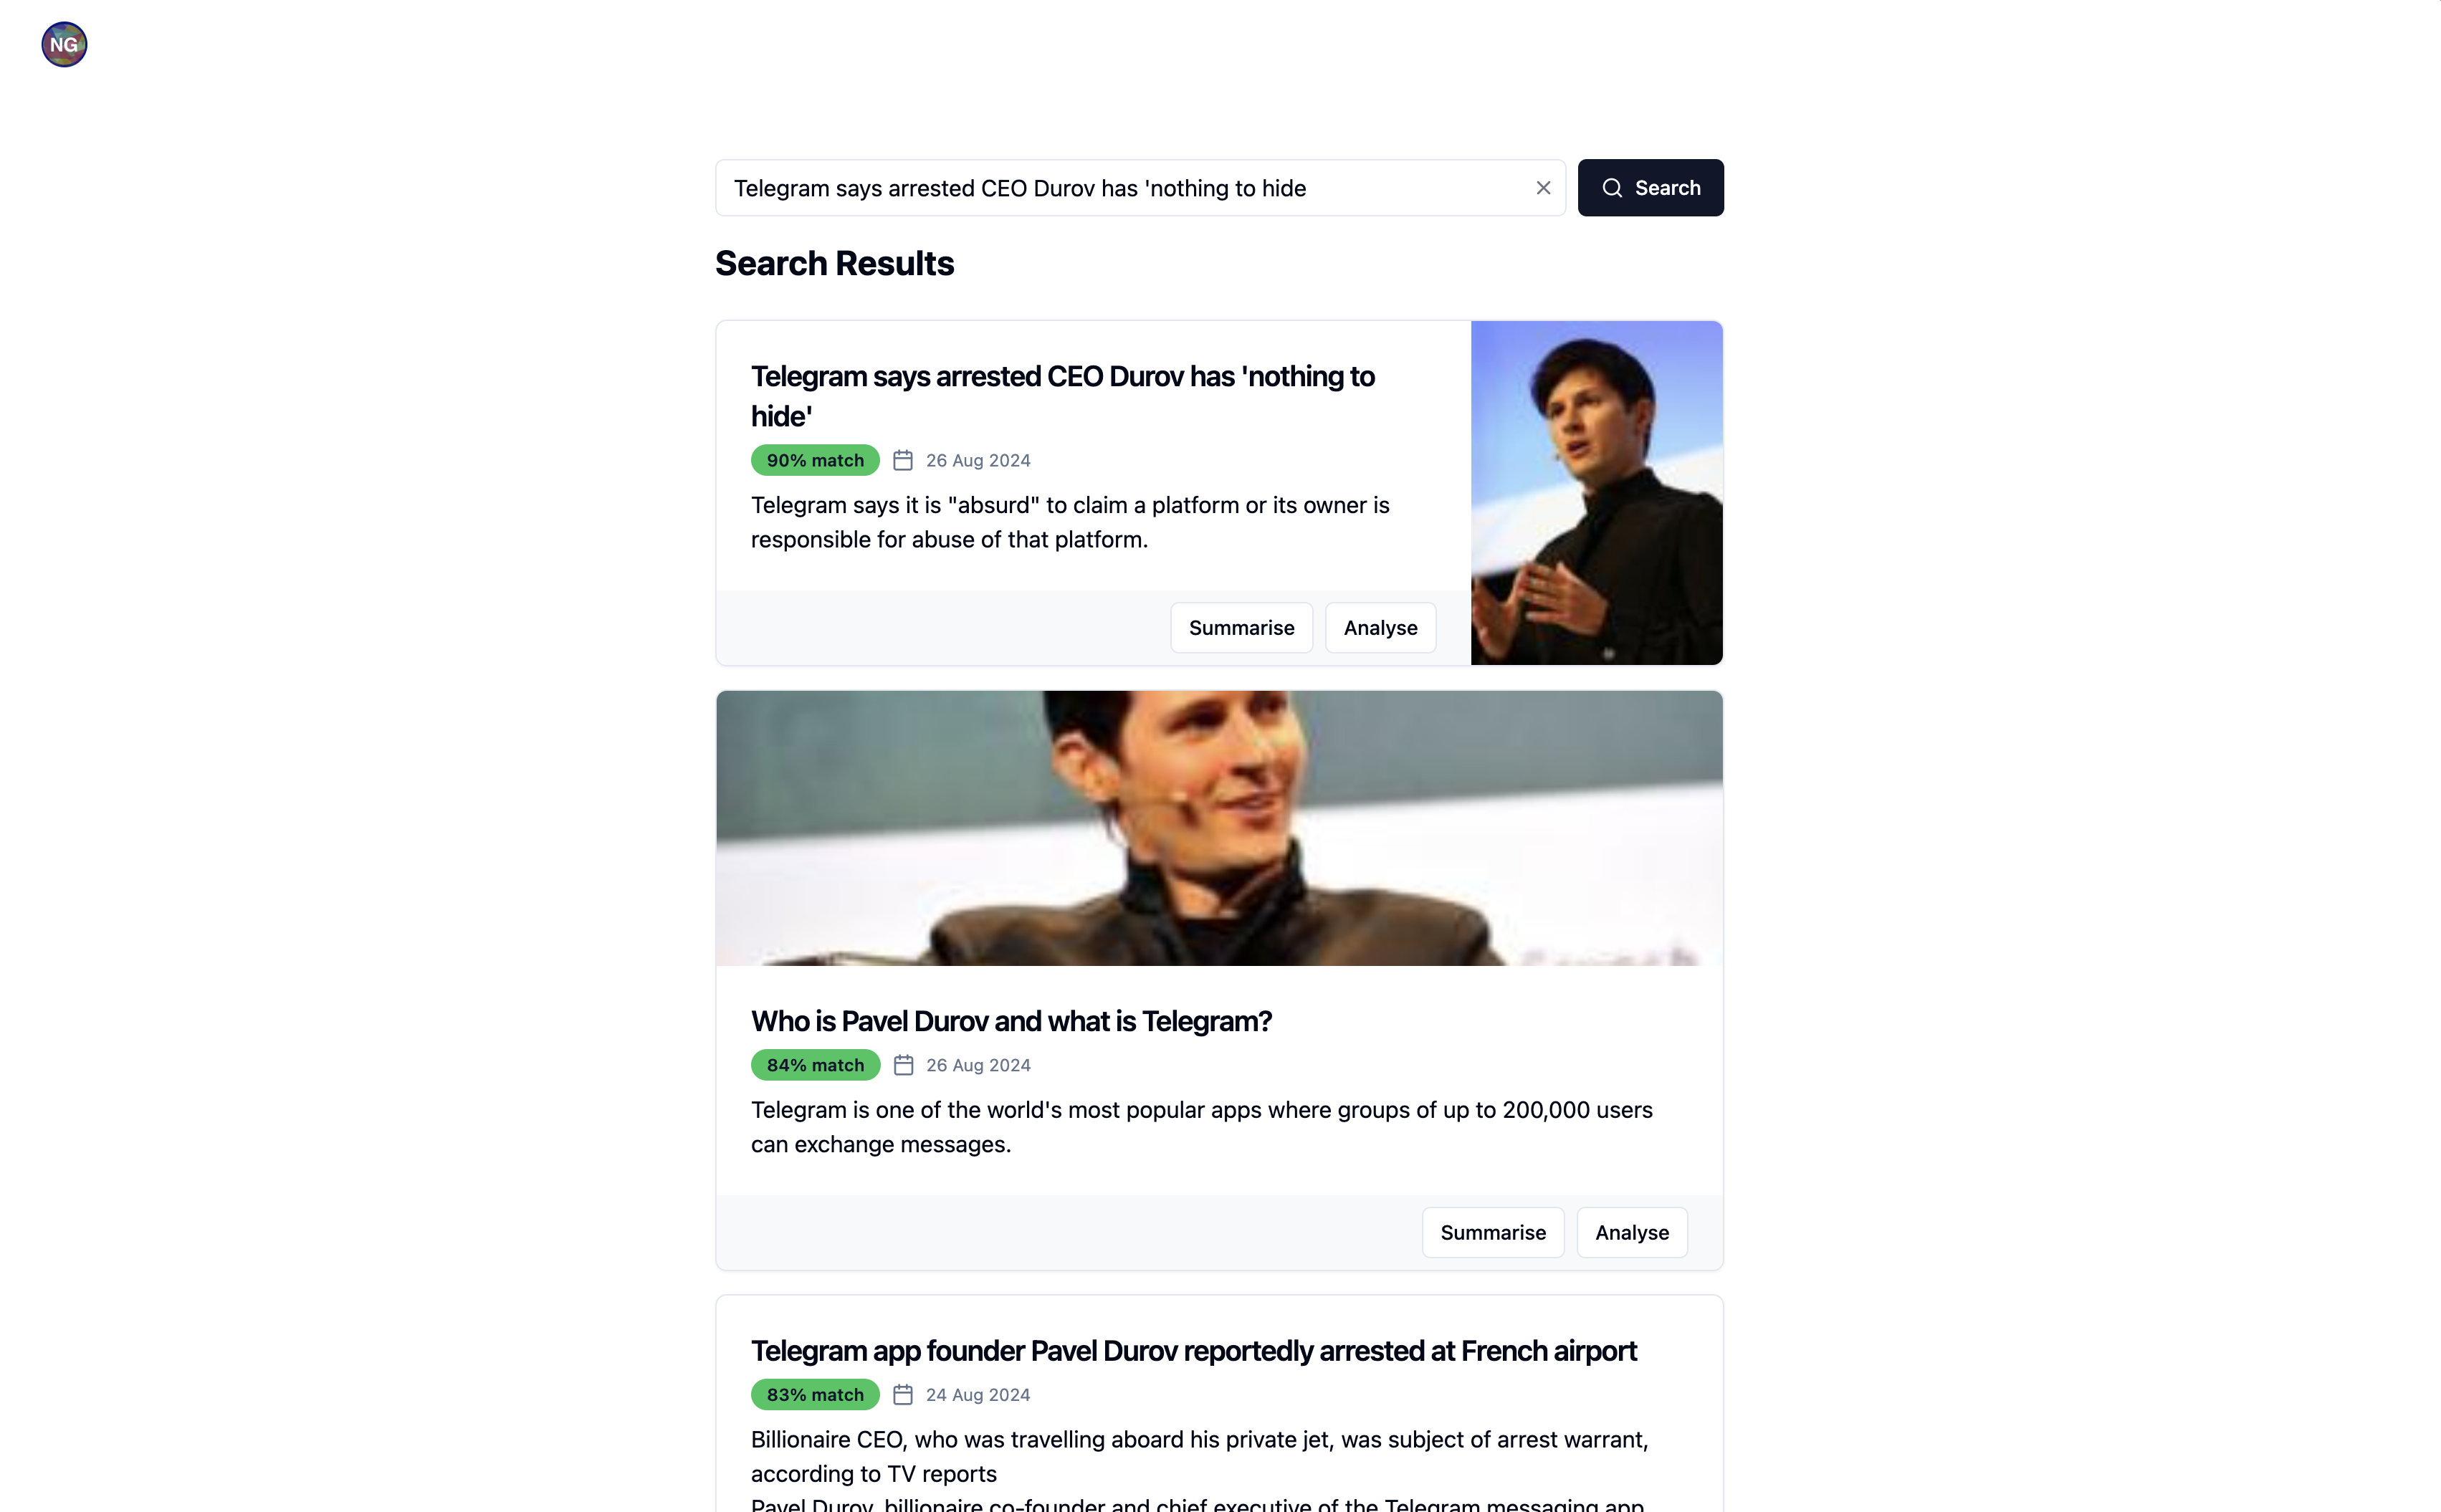 NG
Telegram says arrested CEO Durov has 'nothing to hide
Search
Search Results
Telegram says arrested CEO Durov has 'nothing to
hide'
90% match 26 Aug 2024
Telegram says it is "absurd" to claim a platform or its owner is
responsible for abuse of that platform.
Summarise Analyse
Who is Pavel Durov and what is Telegram?
84% match 26 Aug 2024
Telegram is one of the world's most popular apps where groups of up to 200,000 users
can exchange messages.
Summarise Analyse
Telegram app founder Pavel Durov reportedly arrested at French airport
83% match 24 Aug 2024
Billionaire CEO, who was travelling aboard his private jet, was subject of arrest warrant,
according to TV reports
Pavel Durov, billionaire co-founder and chief executive of the Telegram messaging app